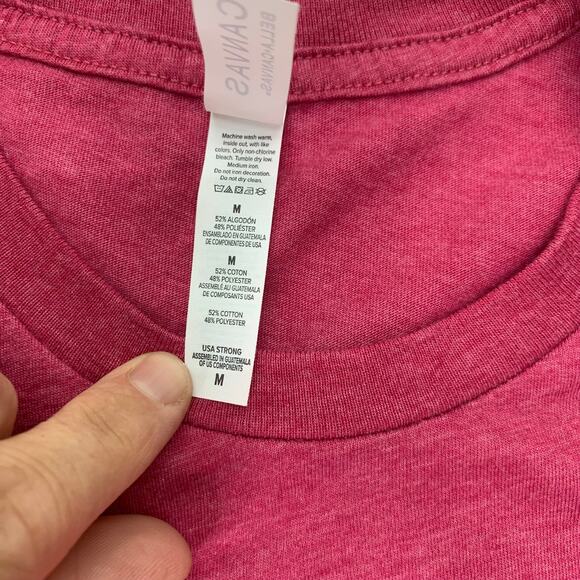 BELLA+CANVAS®
CANVAS
Machine wash warm,
inside out, with like
colors. Only non-chlorine
bleach. Tumble dry low.
Medium iron.
Do not iron decoration.
Do not dry clean.
M
52% ALGODÓN
48% POLIÉSTER
ENSAMBLADO EN GUATEMALA
DE COMPONENTES DE USA
M
52% COTON
48% POLYESTER
ASSEMBLÉ AU GUATEMALA
DE COMPOSANTS USA
52% COTTON
48% POLYESTER
USA STRONG
ASSEMBLED IN GUATEMALA
OF US COMPONENTS
M